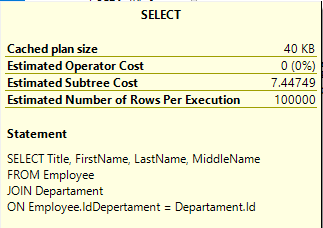 SELECT
Cached plan size 40 KB
Estimated Operator Cost 0 (0%)
Estimated Subtree Cost 7.44749
Estimated Number of Rows Per Execution 100000
Statement
SELECT Title, FirstName, LastName, MiddleName
FROM Employee
JOIN Departament
ON Employee.IdDepertament = Departament.Id